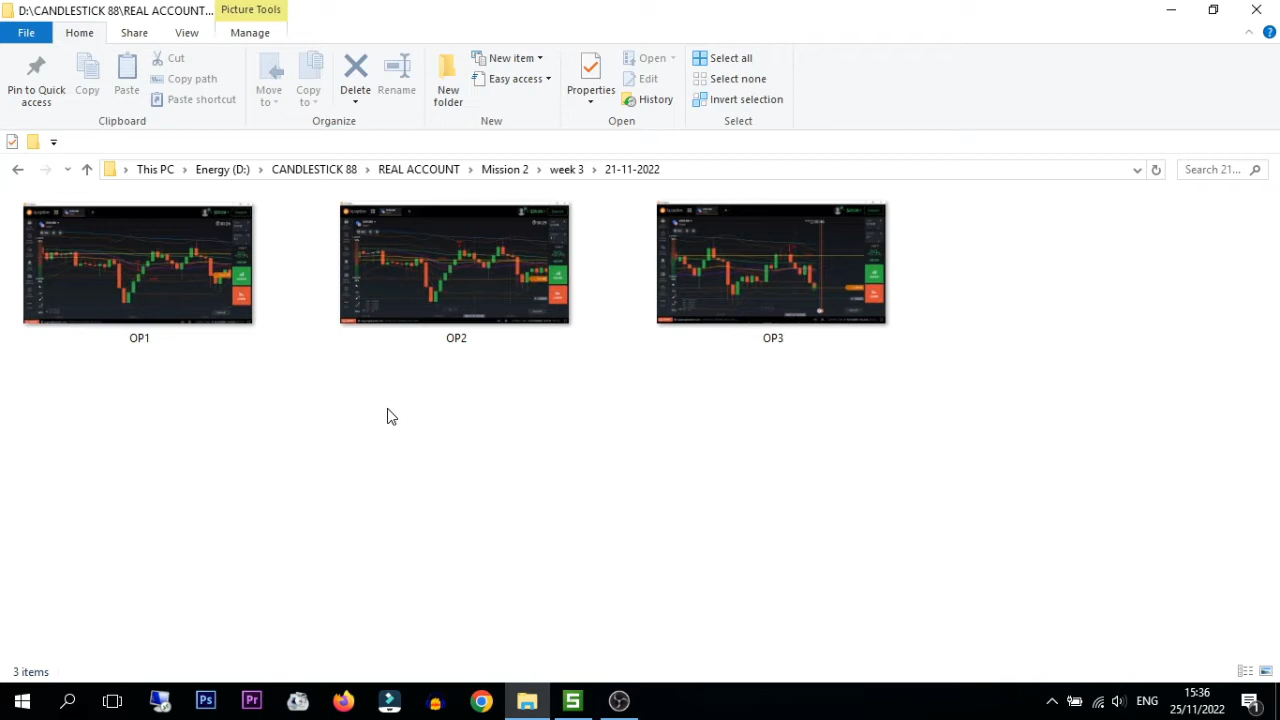 D:\CANDLESTICK 88\REAL ACCOUNT...
Picture Tools
File
Home
Share
View
Manage
Pin to Quick access
Copy
Paste
Cut
Copy path
Paste shortcut
Clipboard
Move to
Copy to
Delete
Rename
Organize
New folder
New item
Easy access
New
Properties
Open
Edit
History
Open
Select all
Select none
Invert selection
Select
This PC > Energy (D:) > CANDLESTICK 88 > REAL ACCOUNT > Mission 2 > week 3 > 21-11-2022
Search 21...
OP1
OP2
OP3
3 items
Ps
Pr
ENG
15:36
25/11/2022